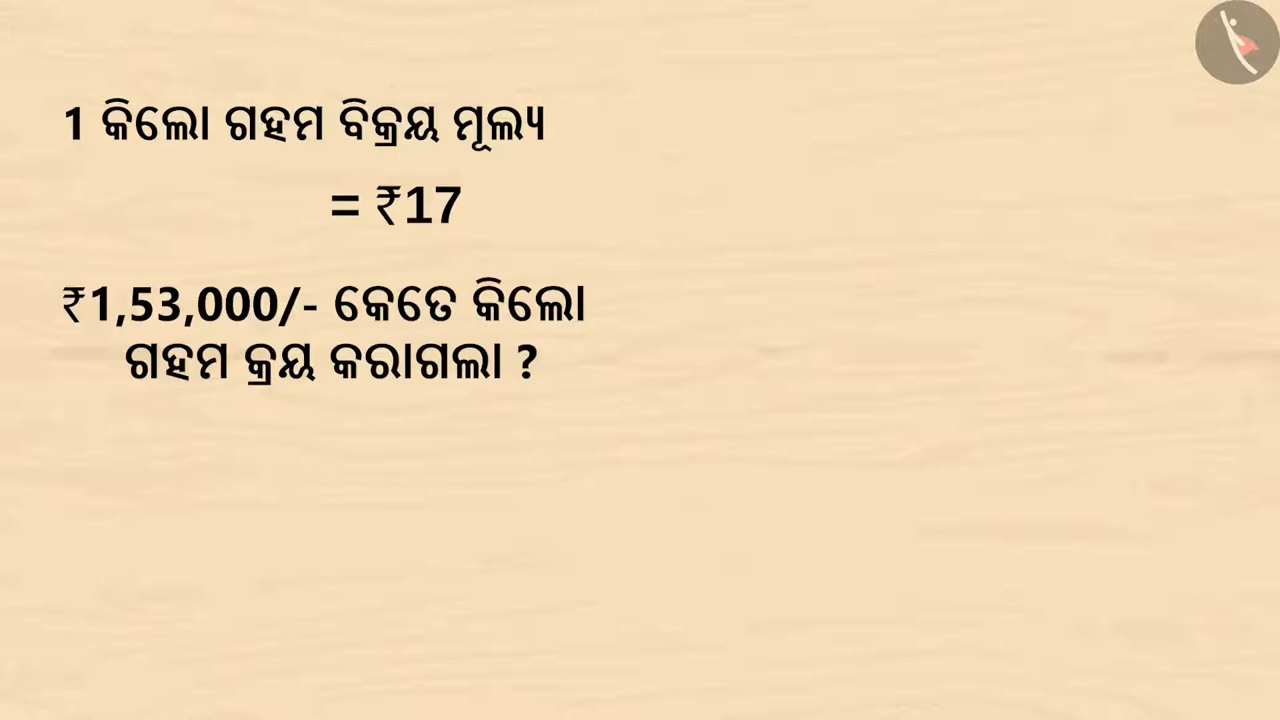 1 କିଲୋ ଗହମ ବିକ୍ରୟ ମୂଲ୍ୟ
= ₹17
₹1,53,000/- କେତେ କିଲୋ
ଗହମ କ୍ରୟ କରାଗଲା ?